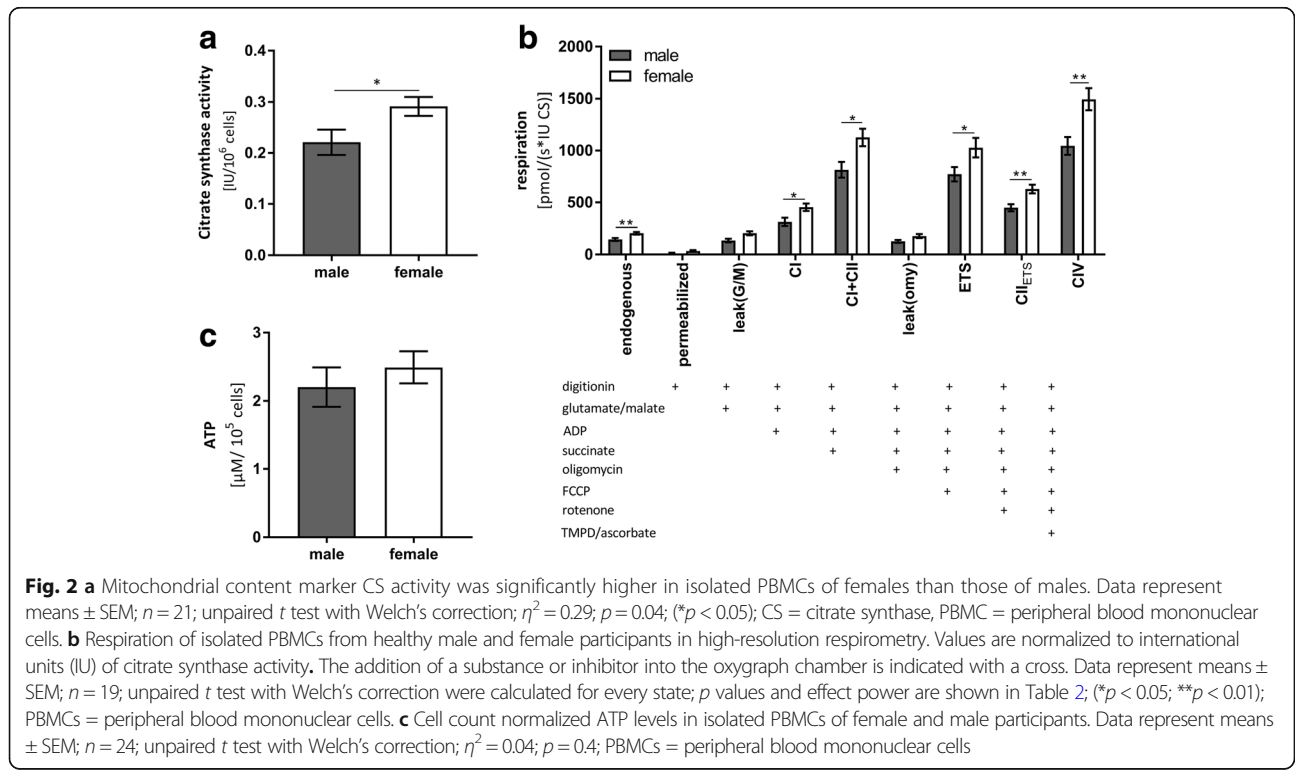 a
Citrate synthase activity
[IU/10⁶ cells]
0.4
0.3
0.2
0.1
0.0
*
male
female
b
respiration
[pmol/(s*IU CS)]
2000
1500
1000
500
0
male
female
**
*
*
*
**
**
endogenous
permeabilized
leak(G/M)
CI
CI+CII
leak(omy)
ETS
CII_ETS
CIV
digitionin + + + + + + + +
glutamate/malate + + + + + + +
ADP + + + + + +
succinate + + + + +
oligomycin + + + +
FCCP + + +
rotenone + +
TMPD/ascorbate +
c
ATP
[µM/ 10⁵ cells]
3
2
1
0
male
female
Fig. 2 a Mitochondrial content marker CS activity was significantly higher in isolated PBMCs of females than those of males. Data represent
means ± SEM; n = 21; unpaired t test with Welch's correction; η² = 0.29; p = 0.04; (*p < 0.05); CS = citrate synthase, PBMC = peripheral blood mononuclear
cells. b Respiration of isolated PBMCs from healthy male and female participants in high-resolution respirometry. Values are normalized to international
units (IU) of citrate synthase activity. The addition of a substance or inhibitor into the oxygraph chamber is indicated with a cross. Data represent means ±
SEM; n = 19; unpaired t test with Welch's correction were calculated for every state; p values and effect power are shown in Table 2; (*p < 0.05; **p < 0.01);
PBMCs = peripheral blood mononuclear cells. c Cell count normalized ATP levels in isolated PBMCs of female and male participants. Data represent means
± SEM; n = 24; unpaired t test with Welch's correction; η² = 0.04; p = 0.4; PBMCs = peripheral blood mononuclear cells